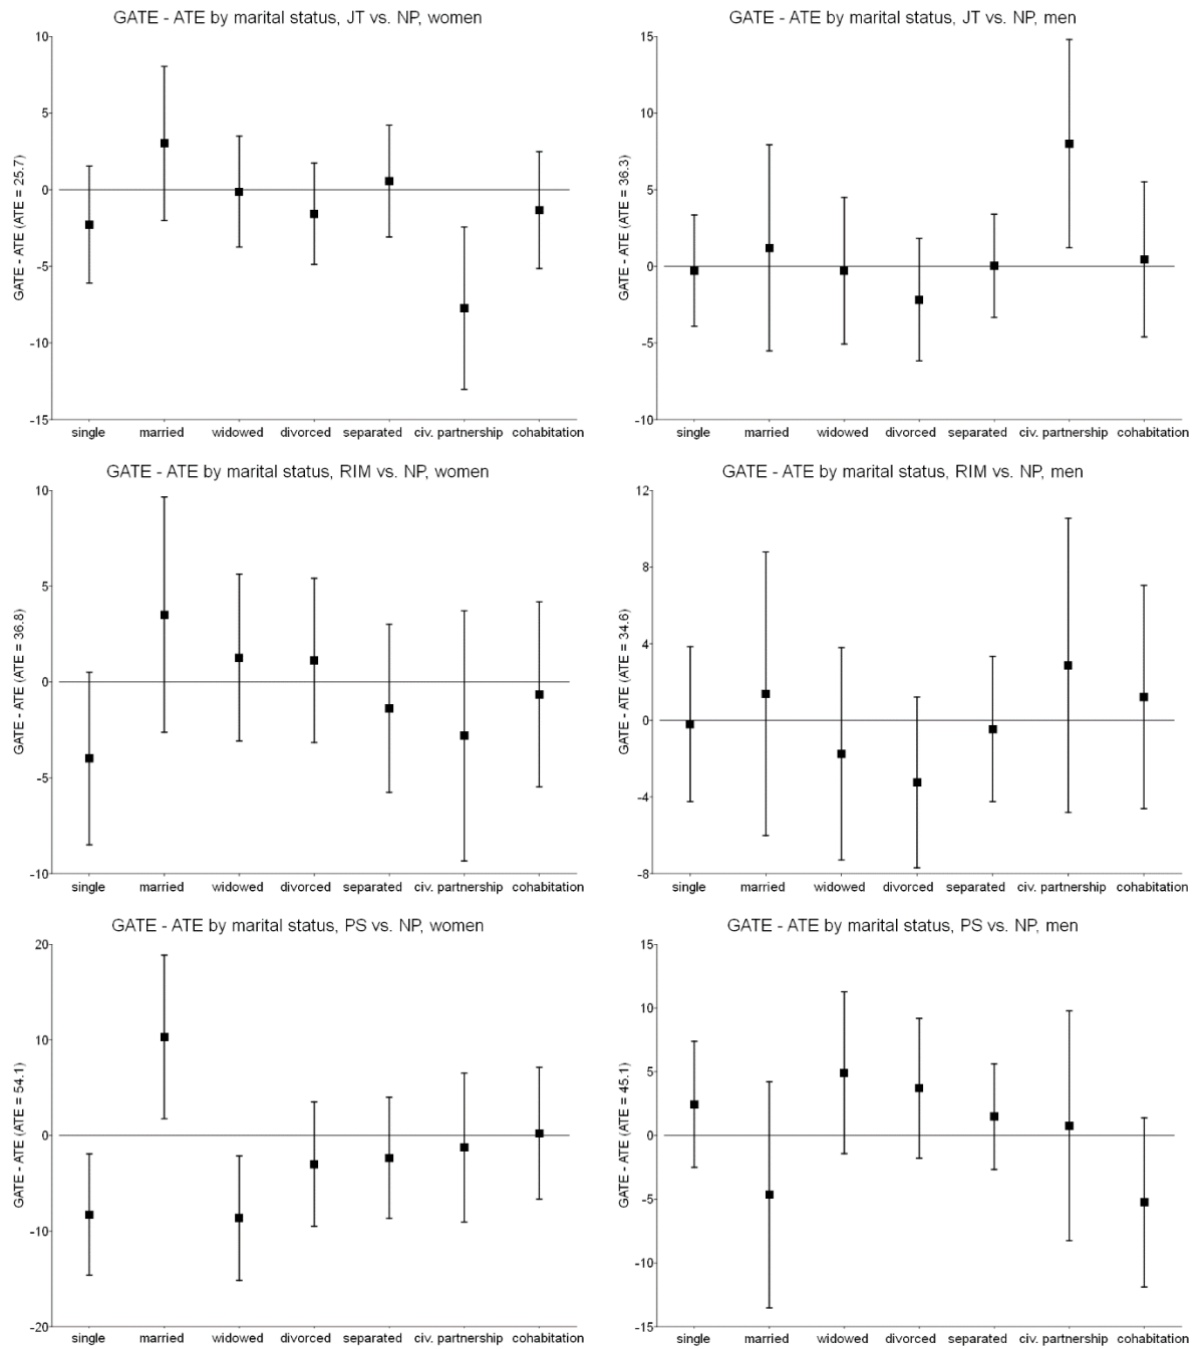 GATE - ATE by marital status, JT vs. NP, women
10
5
0
-5
-10
-15
GATE - ATE (ATE = 25.7)
single married widowed divorced separated civ. partnership cohabitation
GATE - ATE by marital status, JT vs. NP, men
15
10
5
0
-5
-10
GATE - ATE (ATE = 36.3)
single married widowed divorced separated civ. partnership cohabitation
GATE - ATE by marital status, RIM vs. NP, women
10
5
0
-5
-10
GATE - ATE (ATE = 36.8)
single married widowed divorced separated civ. partnership cohabitation
GATE - ATE by marital status, RIM vs. NP, men
12
8
4
0
-4
-8
GATE - ATE (ATE = 34.6)
single married widowed divorced separated civ. partnership cohabitation
GATE - ATE by marital status, PS vs. NP, women
20
10
0
-10
-20
GATE - ATE (ATE = 54.1)
single married widowed divorced separated civ. partnership cohabitation
GATE - ATE by marital status, PS vs. NP, men
15
10
5
0
-5
-10
-15
GATE - ATE (ATE = 45.1)
single married widowed divorced separated civ. partnership cohabitation